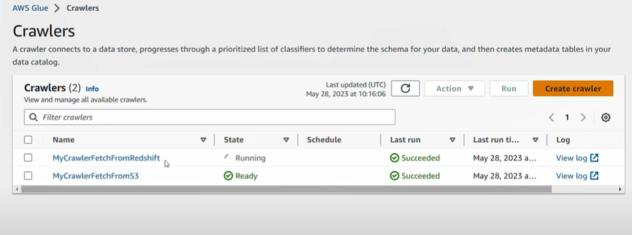 AWS Glue > Crawlers
Crawlers
A crawler connects to a data store, progresses through a prioritized list of classifiers to determine the schema for your data, and then creates metadata tables in your
data catalog.
Crawlers (2) Info
View and manage all available crawlers.
Last updated (UTC)
May 28, 2023 at 10:16:06
Action
Run
Create crawler
Filter crawlers
1
Name State Schedule Last run Last run ti... Log
MyCrawlerFetchFromRedshift Running Succeeded May 28, 2023 a... View log
MyCrawlerFetchFromS3 Ready Succeeded May 28, 2023 a... View log